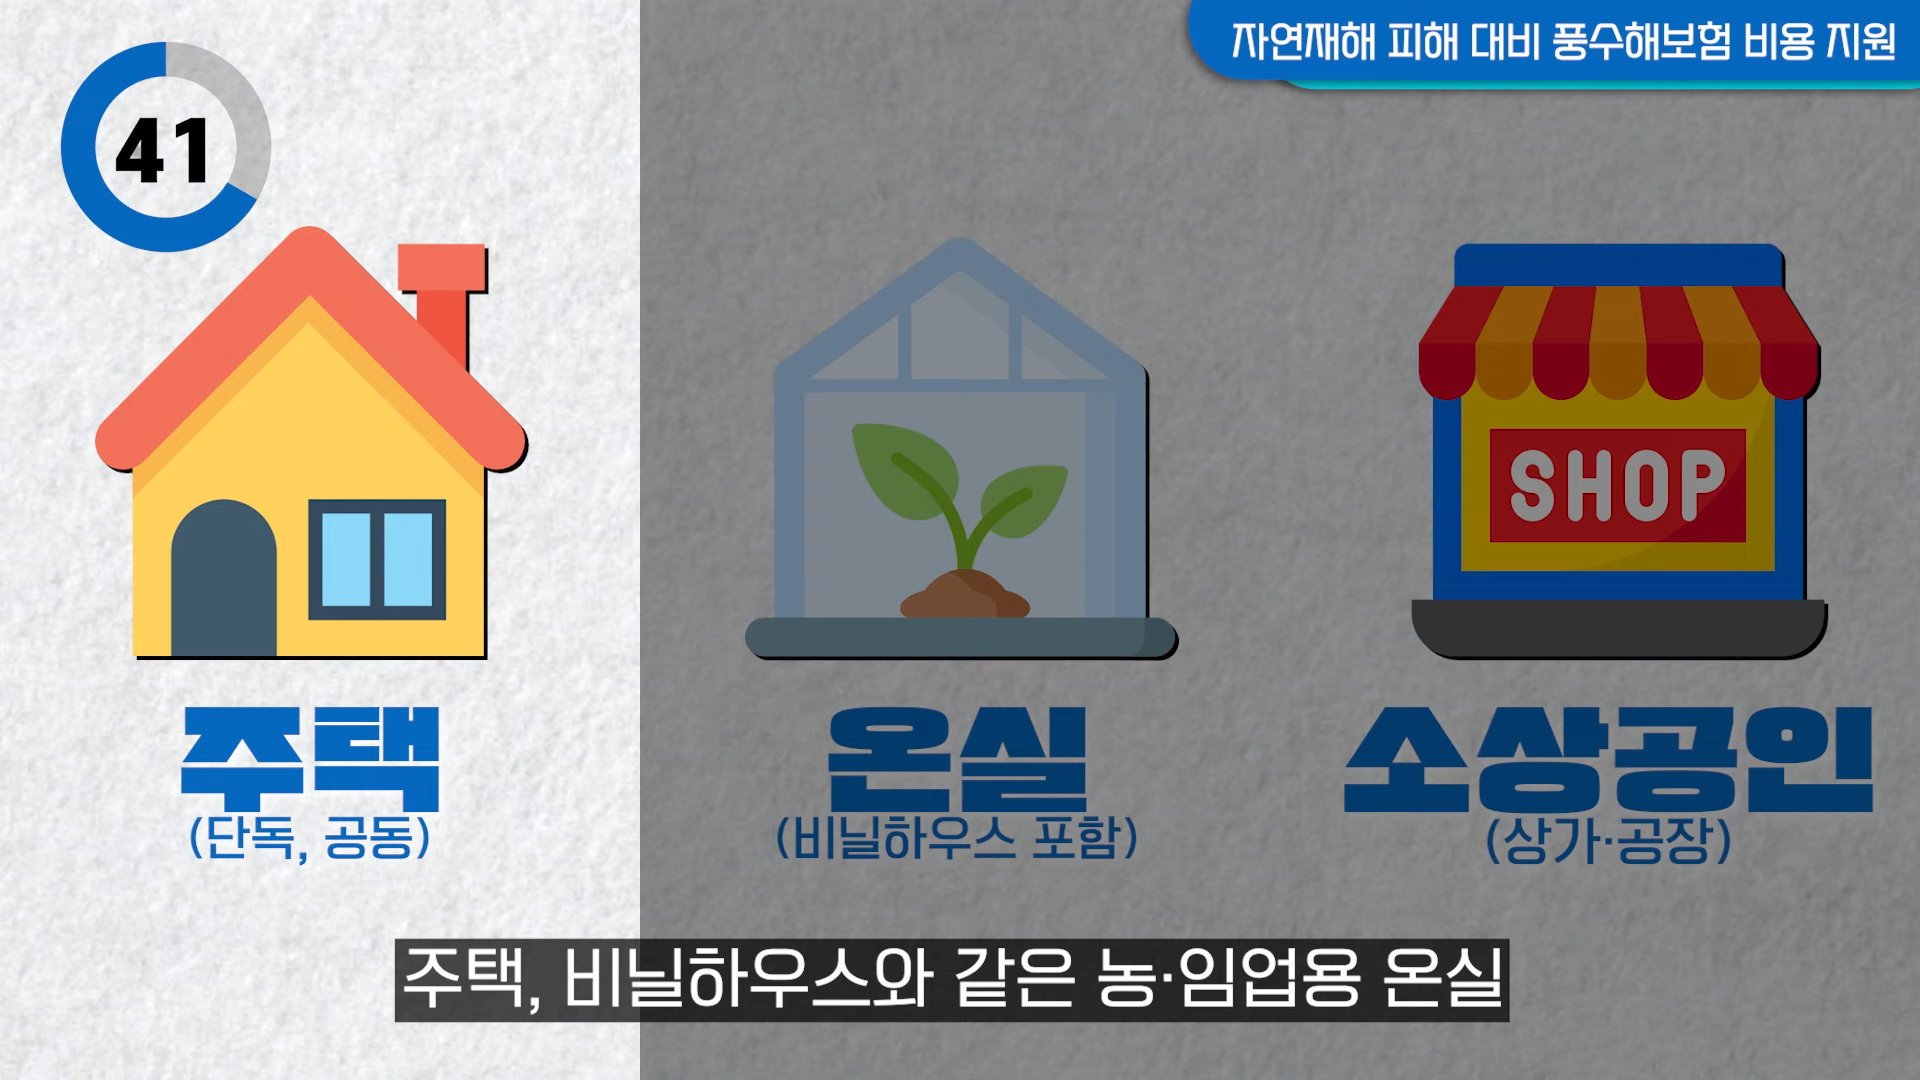 자연재해 피해 대비 풍수해보험 비용 지원
41
SHOP
주택
(단독, 공동)
온실
(비닐하우스 포함)
소상공인
(상가·공장)
주택, 비닐하우스와 같은 농·임업용 온실